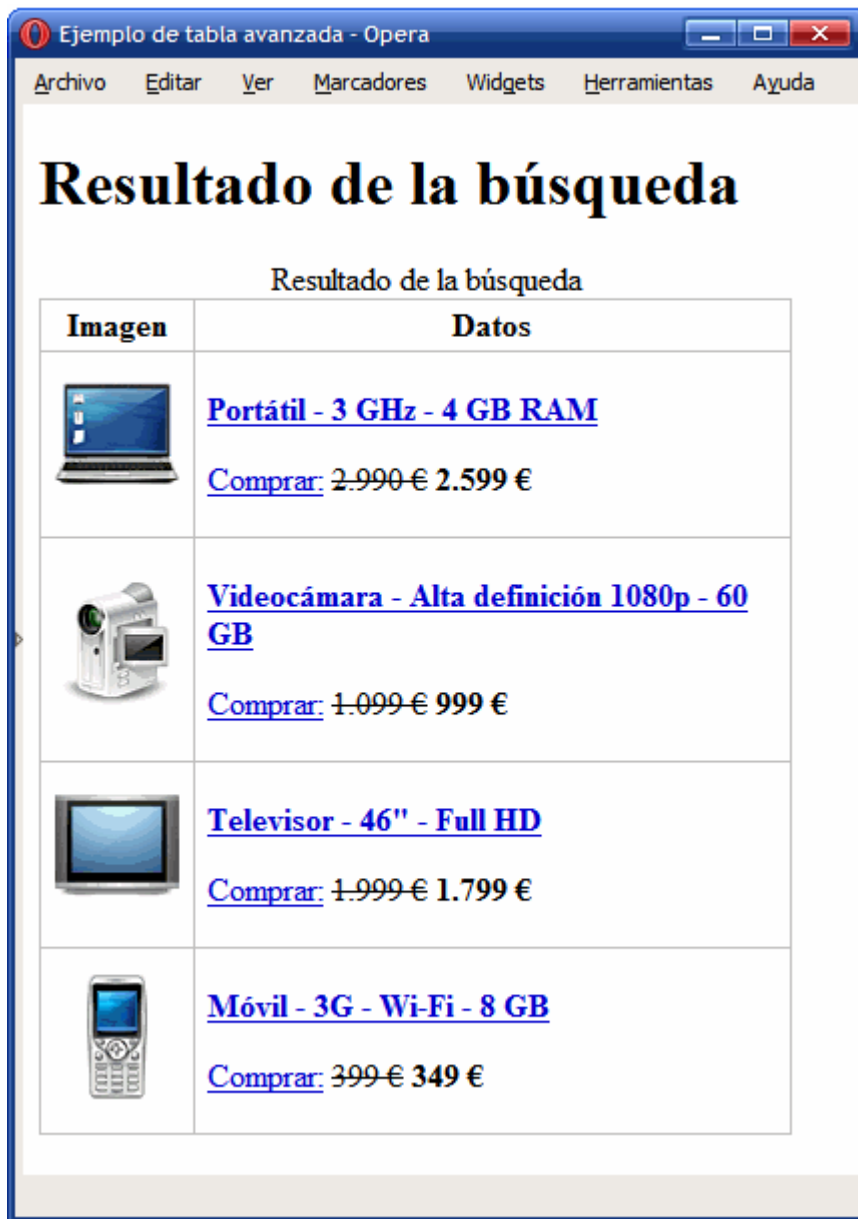 Ejemplo de tabla avanzada - Opera
Archivo Editar Ver Marcadores Widgets Herramientas Ayuda
Resultado de la búsqueda
Resultado de la búsqueda
Imagen Datos
Portátil - 3 GHz - 4 GB RAM
Comprar: 2.990 € 2.599 €
Videocámara - Alta definición 1080p - 60
GB
Comprar: 1.099 € 999 €
Televisor - 46" - Full HD
Comprar: 1.999 € 1.799 €
Móvil - 3G - Wi-Fi - 8 GB
Comprar: 399 € 349 €